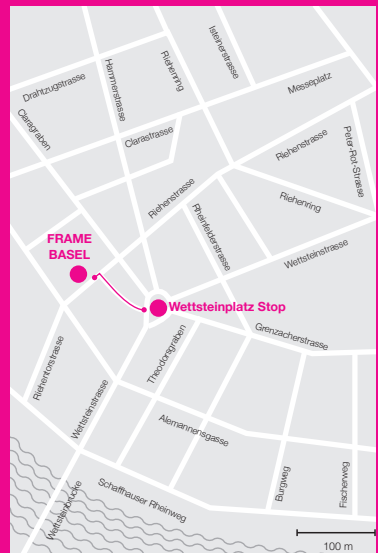 Isteinerstrasse
Riehenring
Hammerstrasse
Drahtzugstrasse
Messeplatz
Claragraben
Clarastrasse
Peter-Rot-Strasse
Riehenstrasse
Riehenstrasse
Riehenring
Rheinfelderstrasse
FRAME
BASEL
Wettsteinstrasse
Wettsteinplatz Stop
Grenzacherstrasse
Theodorsgraben
Riehentorstrasse
Wettsteinstrasse
Alemannensgasse
Schaffhauser Rheinweg
Burgweg
Fischerweg
Wettsteinbrücke
100 m